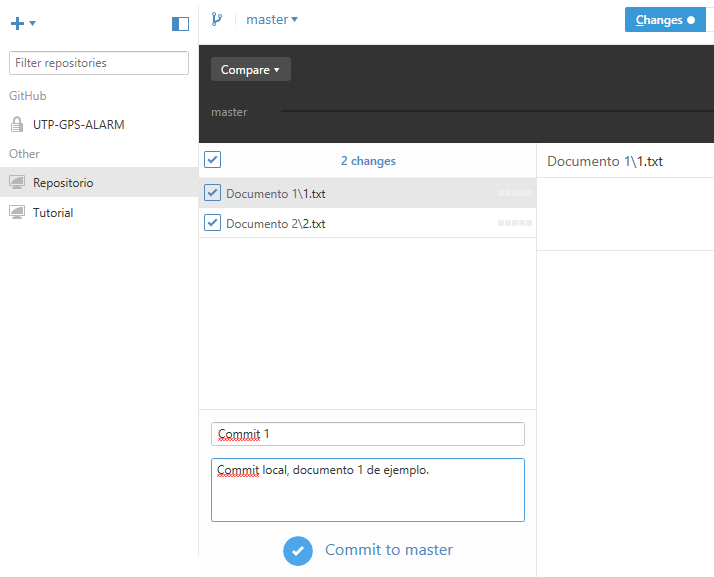 master
Changes
Filter repositories
GitHub
UTP-GPS-ALARM
Other
Repositorio
Tutorial
Compare
master
2 changes
Documento 1\1.txt
Documento 2\2.txt
Documento 1\1.txt
Commit 1
Commit local, documento 1 de ejemplo.
Commit to master